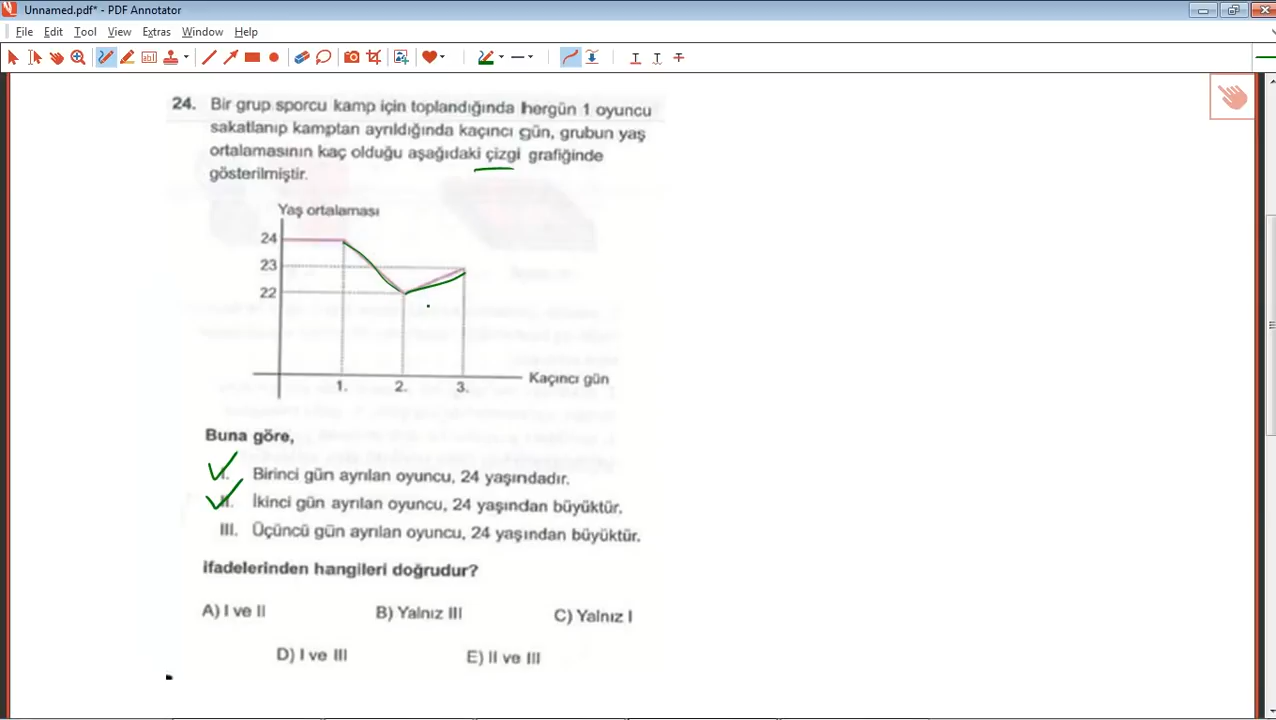 Unnamed.pdf* - PDF Annotator
File Edit Tool View Extras Window Help
24. Bir grup sporcu kamp için toplandığında hergün 1 oyuncu
sakatlanıp kamptan ayrıldığında kaçıncı gün, grubun yaş
ortalamasının kaç olduğu aşağıdaki çizgi grafiğinde
gösterilmiştir.
Yaş ortalaması
24
23
22
1. 2. 3. Kaçıncı gün
Buna göre,
I. Birinci gün ayrılan oyuncu, 24 yaşındadır.
II. İkinci gün ayrılan oyuncu, 24 yaşından büyüktür.
III. Üçüncü gün ayrılan oyuncu, 24 yaşından büyüktür.
ifadelerinden hangileri doğrudur?
A) I ve II B) Yalnız III C) Yalnız I
D) I ve III E) II ve III